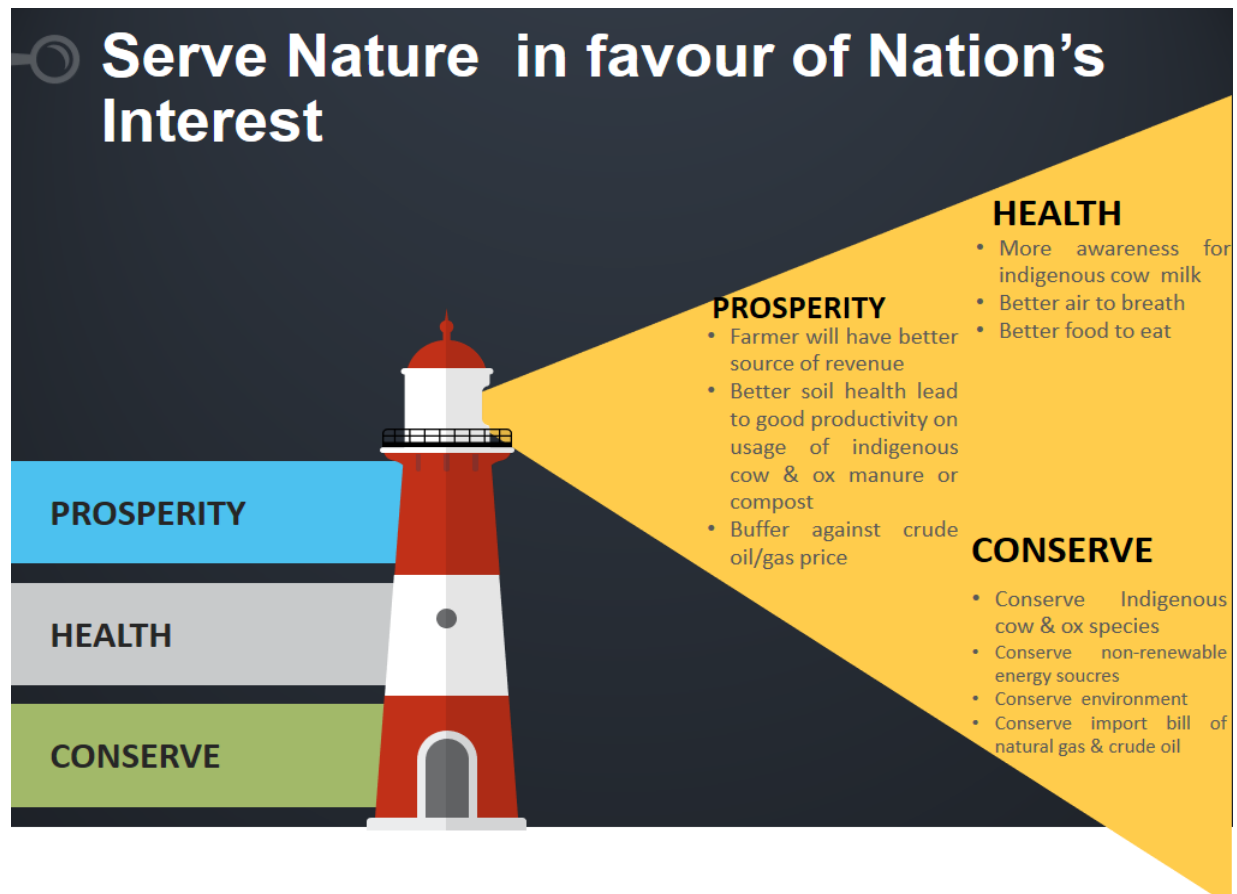 Serve Nature in favour of Nation's
Interest
PROSPERITY
HEALTH
CONSERVE
PROSPERITY
• Farmer will have better
source of revenue
• Better soil health lead
to good productivity on
usage of indigenous
cow & ox manure or
compost
• Buffer against crude
oil/gas price
HEALTH
• More awareness for
indigenous cow milk
• Better air to breath
• Better food to eat
CONSERVE
• Conserve Indigenous
cow & ox species
• Conserve non-renewable
energy soucres
• Conserve environment
• Conserve import bill of
natural gas & crude oil